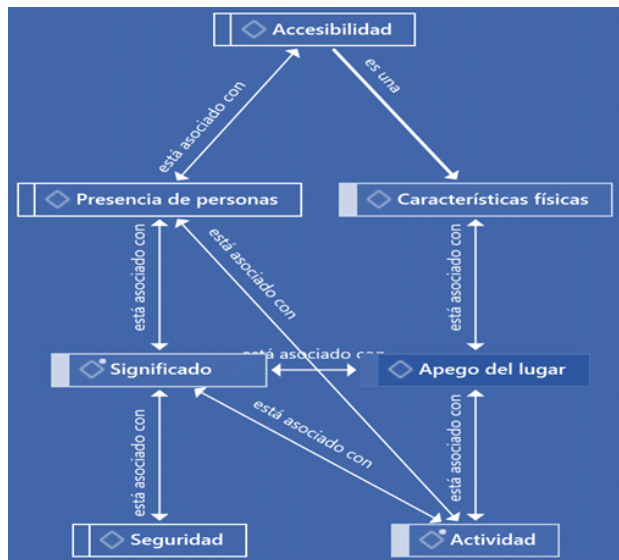 Accesibilidad
está asociado con
es una
Presencia de personas
Características físicas
está asociado con
está asociado con
está asociado con
Significado
está asociado con
Apego del lugar
está asociado con
está asociado con
está asociado con
Seguridad
Actividad